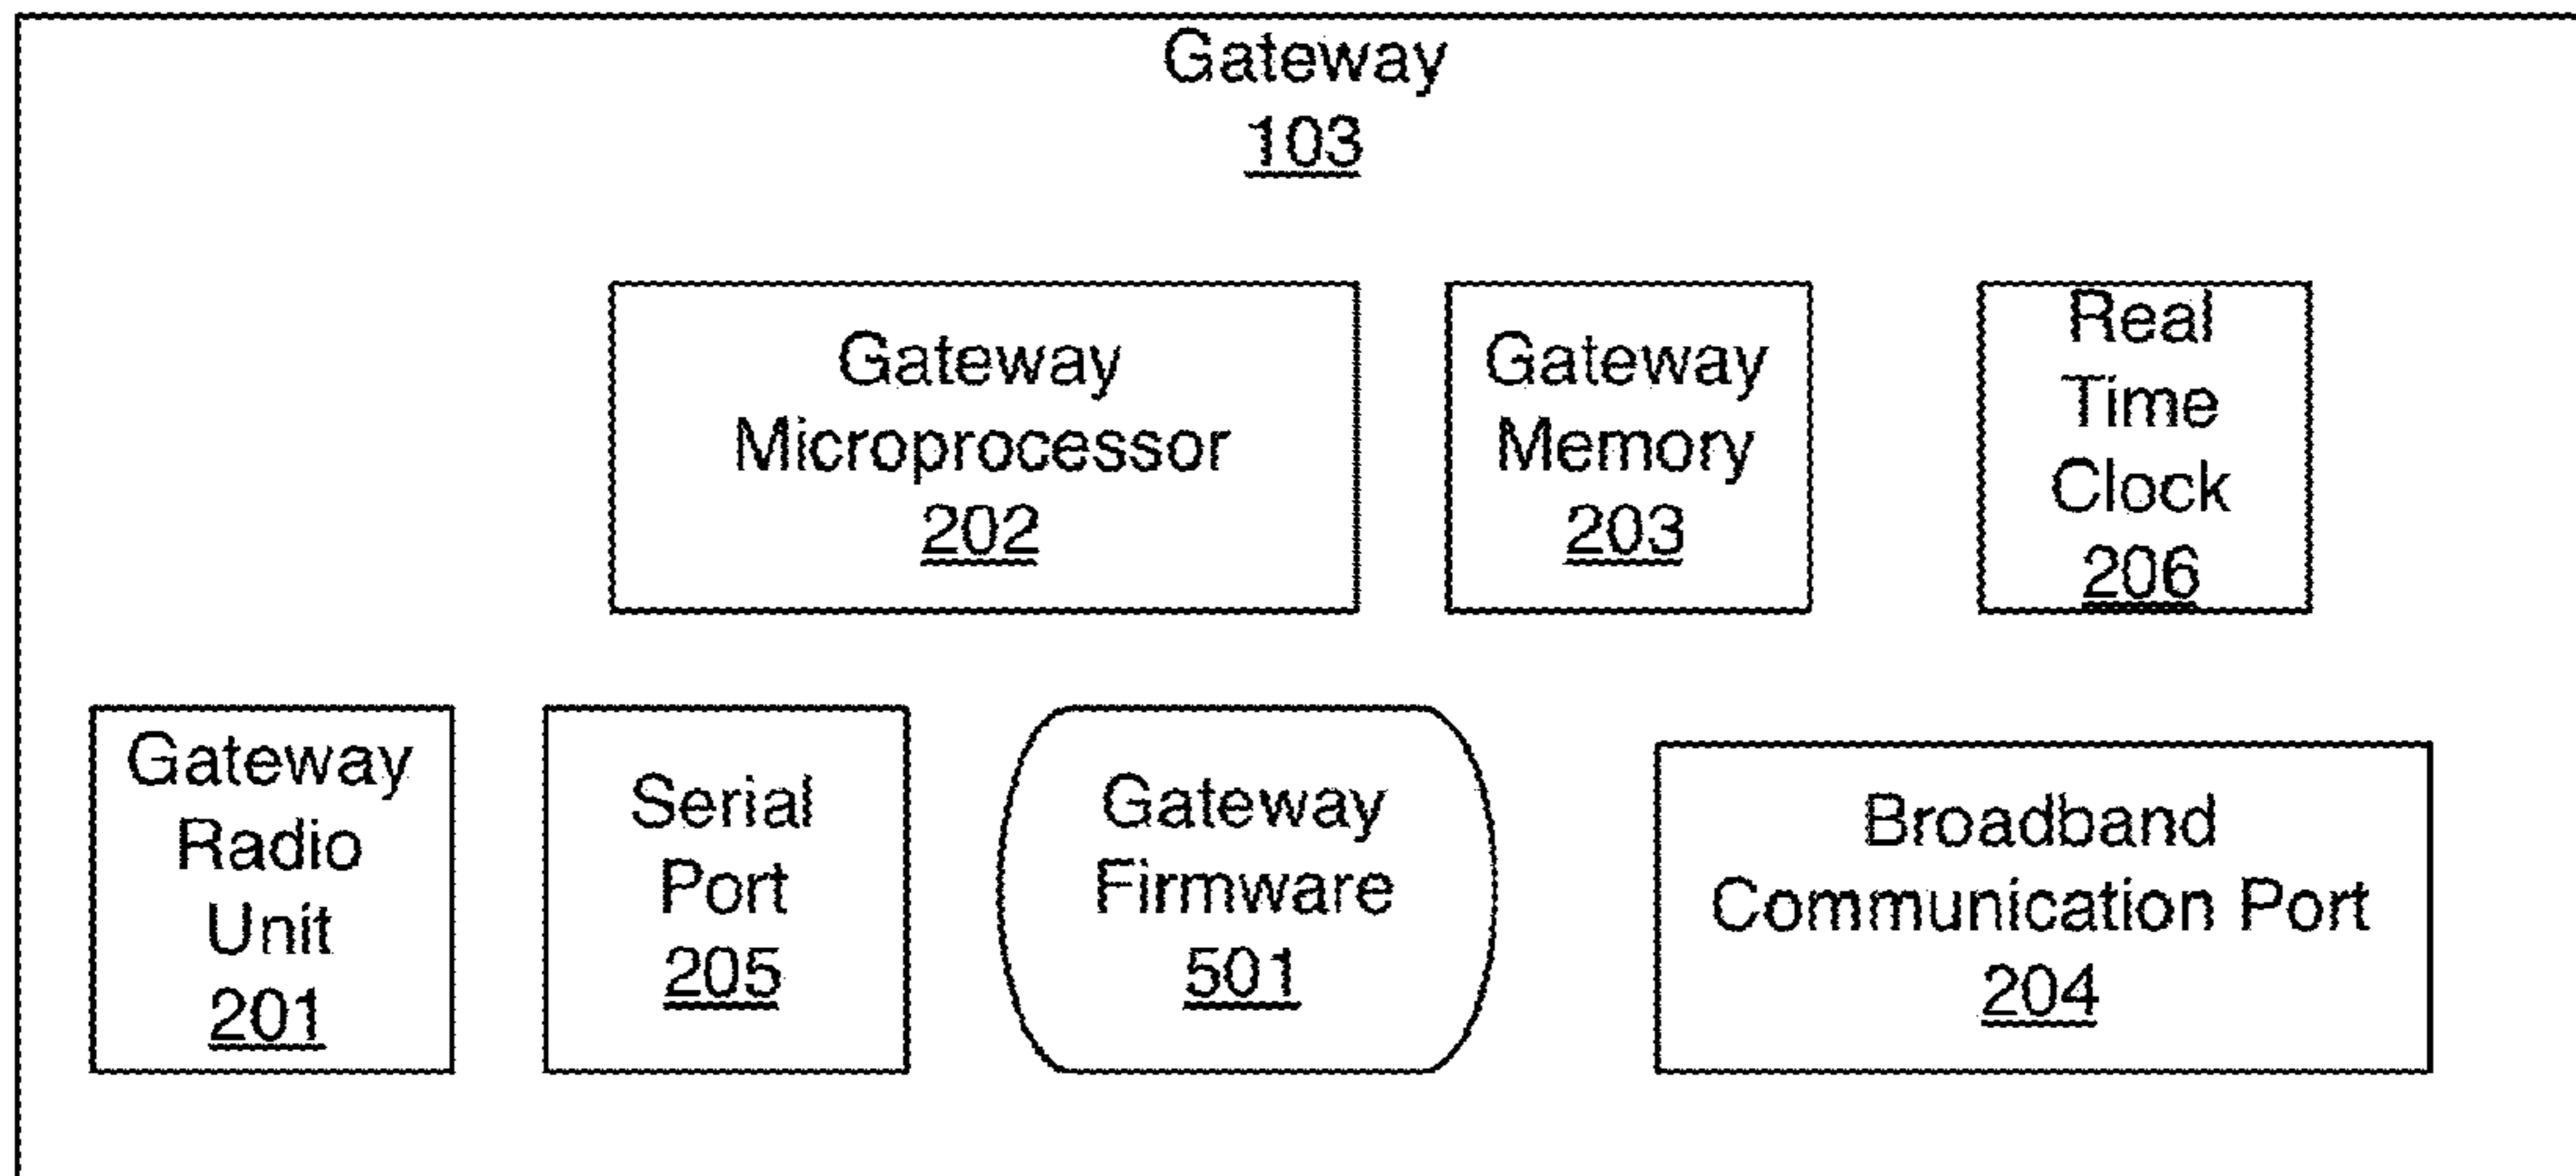 Gateway
103
Gateway
Microprocessor
202
Gateway
Memory
203
Real
Time
Clock
206
Gateway
Radio
Unit
201
Serial
Port
205
Gateway
Firmware
501
Broadband
Communication Port
204